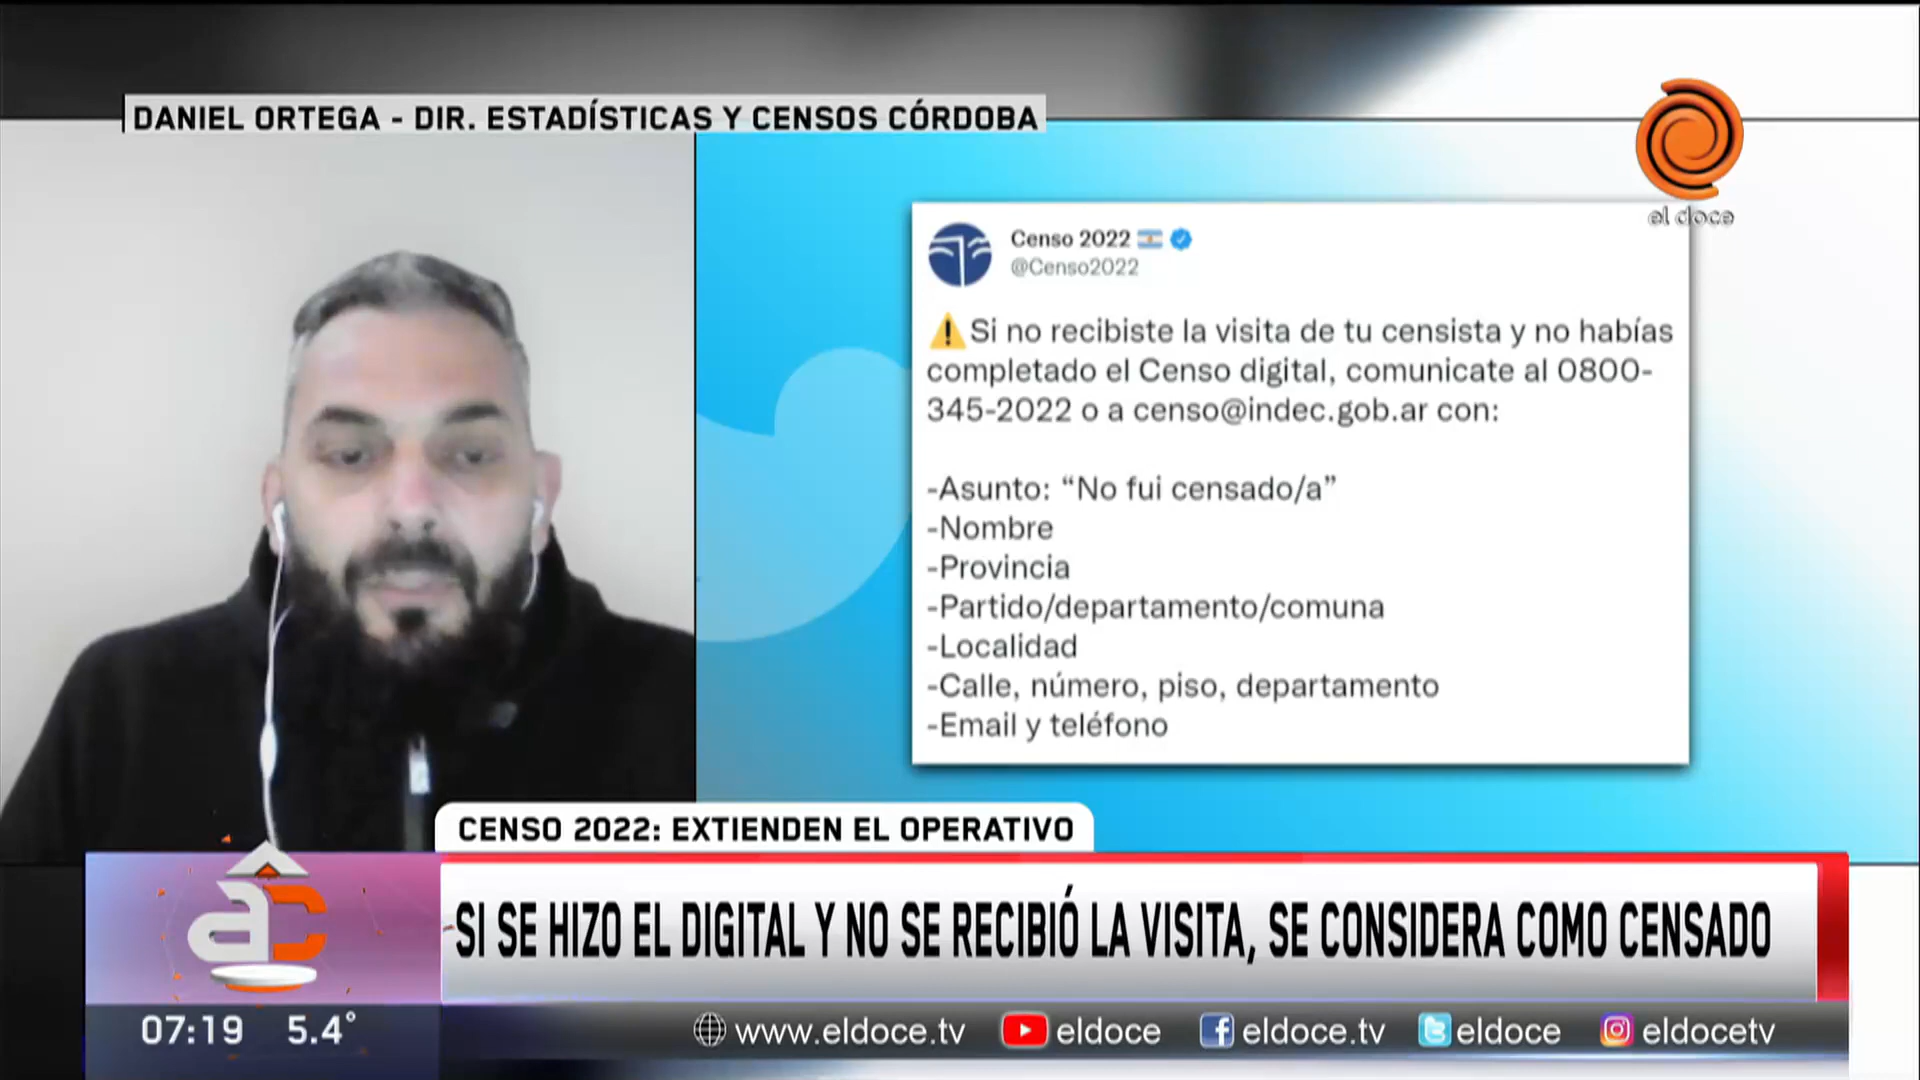 DANIEL ORTEGA - DIR. ESTADÍSTICAS Y CENSOS CÓRDOBA
el doce
Censo 2022
@Censo2022
Si no recibiste la visita de tu censista y no habías
completado el Censo digital, comunicate al 0800-
345-2022 o a censo@indec.gob.ar con:
-Asunto: “No fui censado/a”
-Nombre
-Provincia
-Partido/departamento/comuna
-Localidad
-Calle, número, piso, departamento
-Email y teléfono
CENSO 2022: EXTIENDEN EL OPERATIVO
âc
SI SE HIZO EL DIGITAL Y NO SE RECIBIÓ LA VISITA, SE CONSIDERA COMO CENSADO
07:19 5.4°
www.eldoce.tv eldoce eldoce.tv eldoce eldocetv